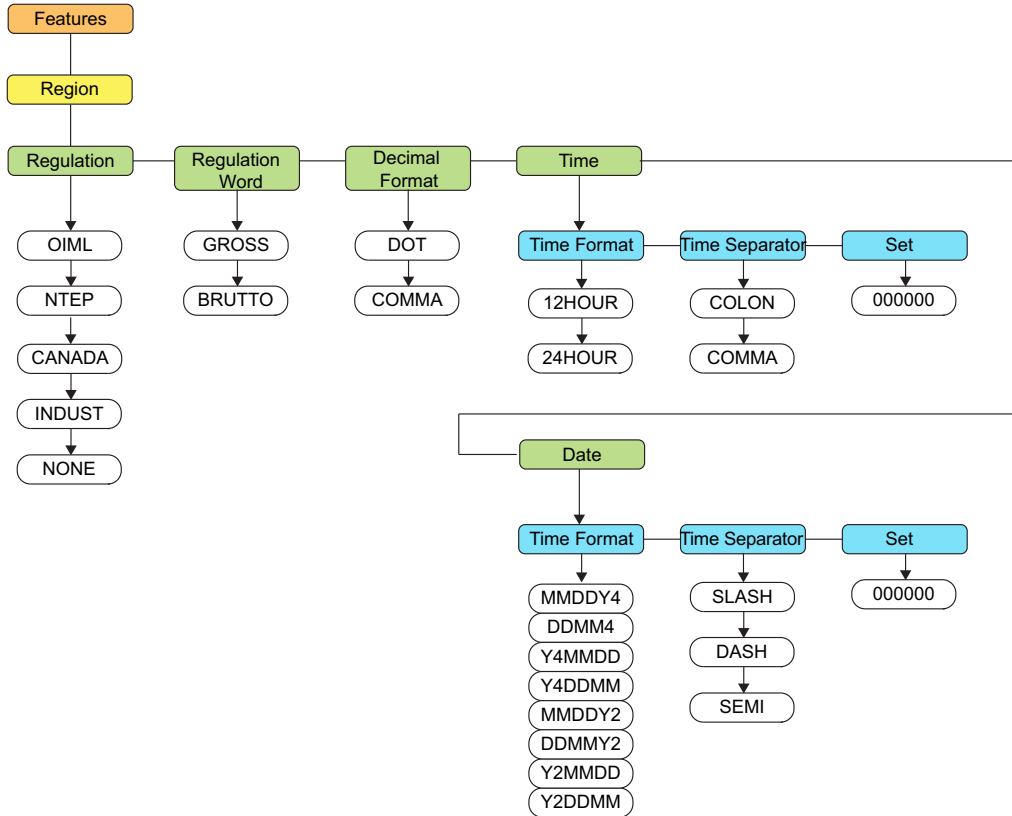 Features
Region
Regulation
Regulation
Word
Decimal
Format
Time
OIML
NTEP
CANADA
INDUST
NONE
GROSS
BRUTTO
DOT
COMMA
Time Format
Time Separator
Set
12HOUR
24HOUR
COLON
COMMA
000000
Date
Time Format
Time Separator
Set
MMDDY4
DDMM4
Y4MMDD
Y4DDMM
MMDDY2
DDMMY2
Y2MMDD
Y2DDMM
SLASH
DASH
SEMI
000000